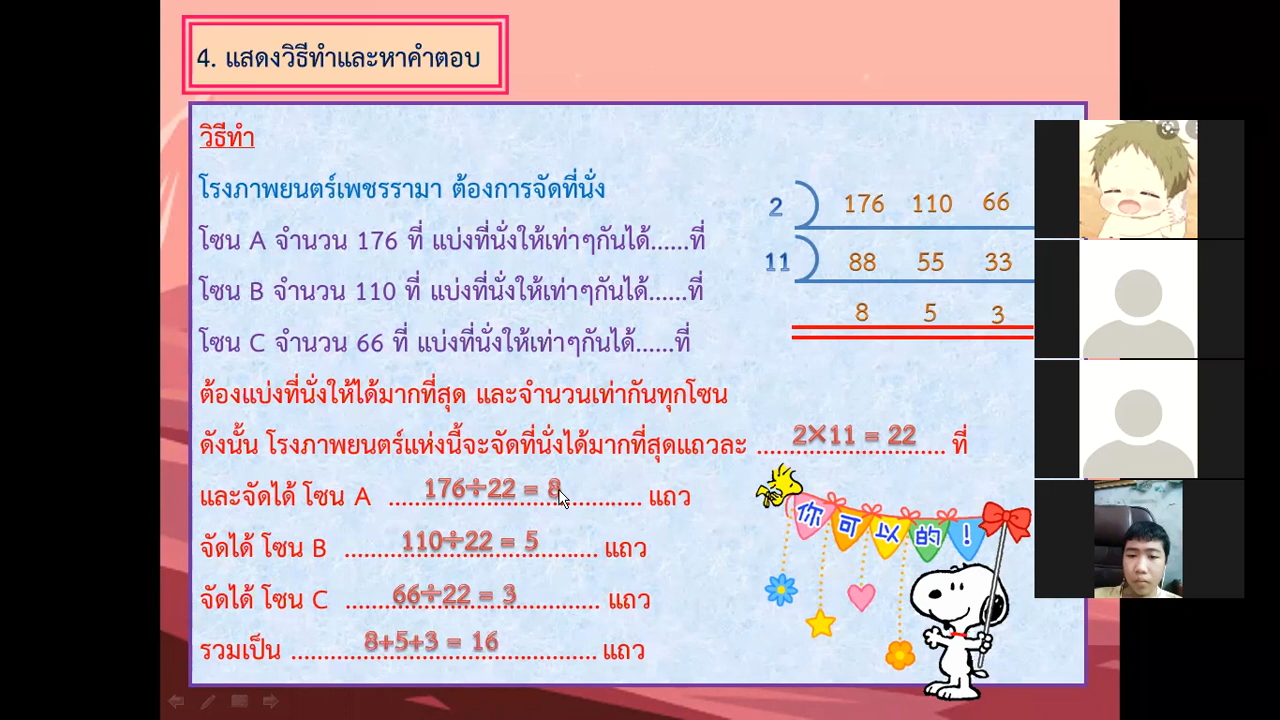 4. แสดงวิธีทำและหาคำตอบ
วิธีทำ
โรงภาพยนตร์เพชรรามา ต้องการจัดที่นั่ง
โซน A จำนวน 176 ที่ แบ่งที่นั่งให้เท่าๆกันได้......ที่
โซน B จำนวน 110 ที่ แบ่งที่นั่งให้เท่าๆกันได้......ที่
โซน C จำนวน 66 ที่ แบ่งที่นั่งให้เท่าๆกันได้......ที่
2 176 110 66
11 88 55 33
8 5 3
ต้องแบ่งที่นั่งให้ได้มากที่สุด และจำนวนเท่ากันทุกโซน
ดังนั้น โรงภาพยนตร์แห่งนี้จะจัดที่นั่งได้มากที่สุดแถวละ 2×11 = 22 ที่
และจัดได้ โซน A 176÷22 = 8 แถว
จัดได้ โซน B 110÷22 = 5 แถว
จัดได้ โซน C 66÷22 = 3 แถว
รวมเป็น 8+5+3 = 16 แถว
你可以的!